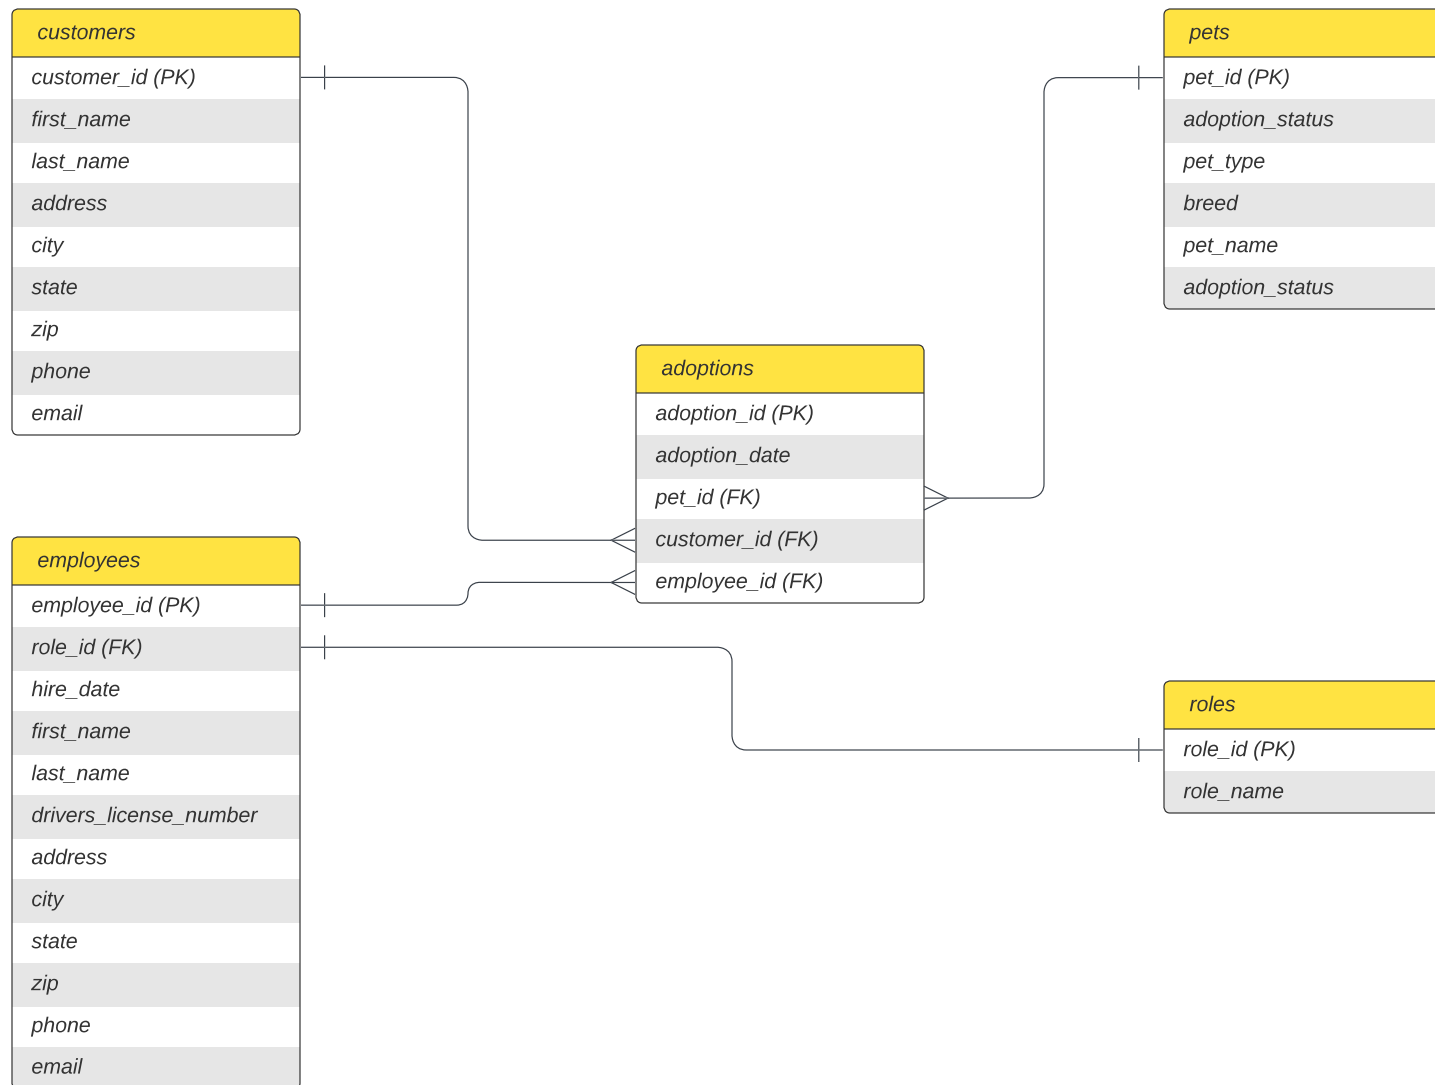 customers
customer_id (PK)
first_name
last_name
address
city
state
zip
phone
email
pets
pet_id (PK)
adoption_status
pet_type
breed
pet_name
adoption_status
adoptions
adoption_id (PK)
adoption_date
pet_id (FK)
customer_id (FK)
employee_id (FK)
employees
employee_id (PK)
role_id (FK)
hire_date
first_name
last_name
drivers_license_number
address
city
state
zip
phone
email
roles
role_id (PK)
role_name